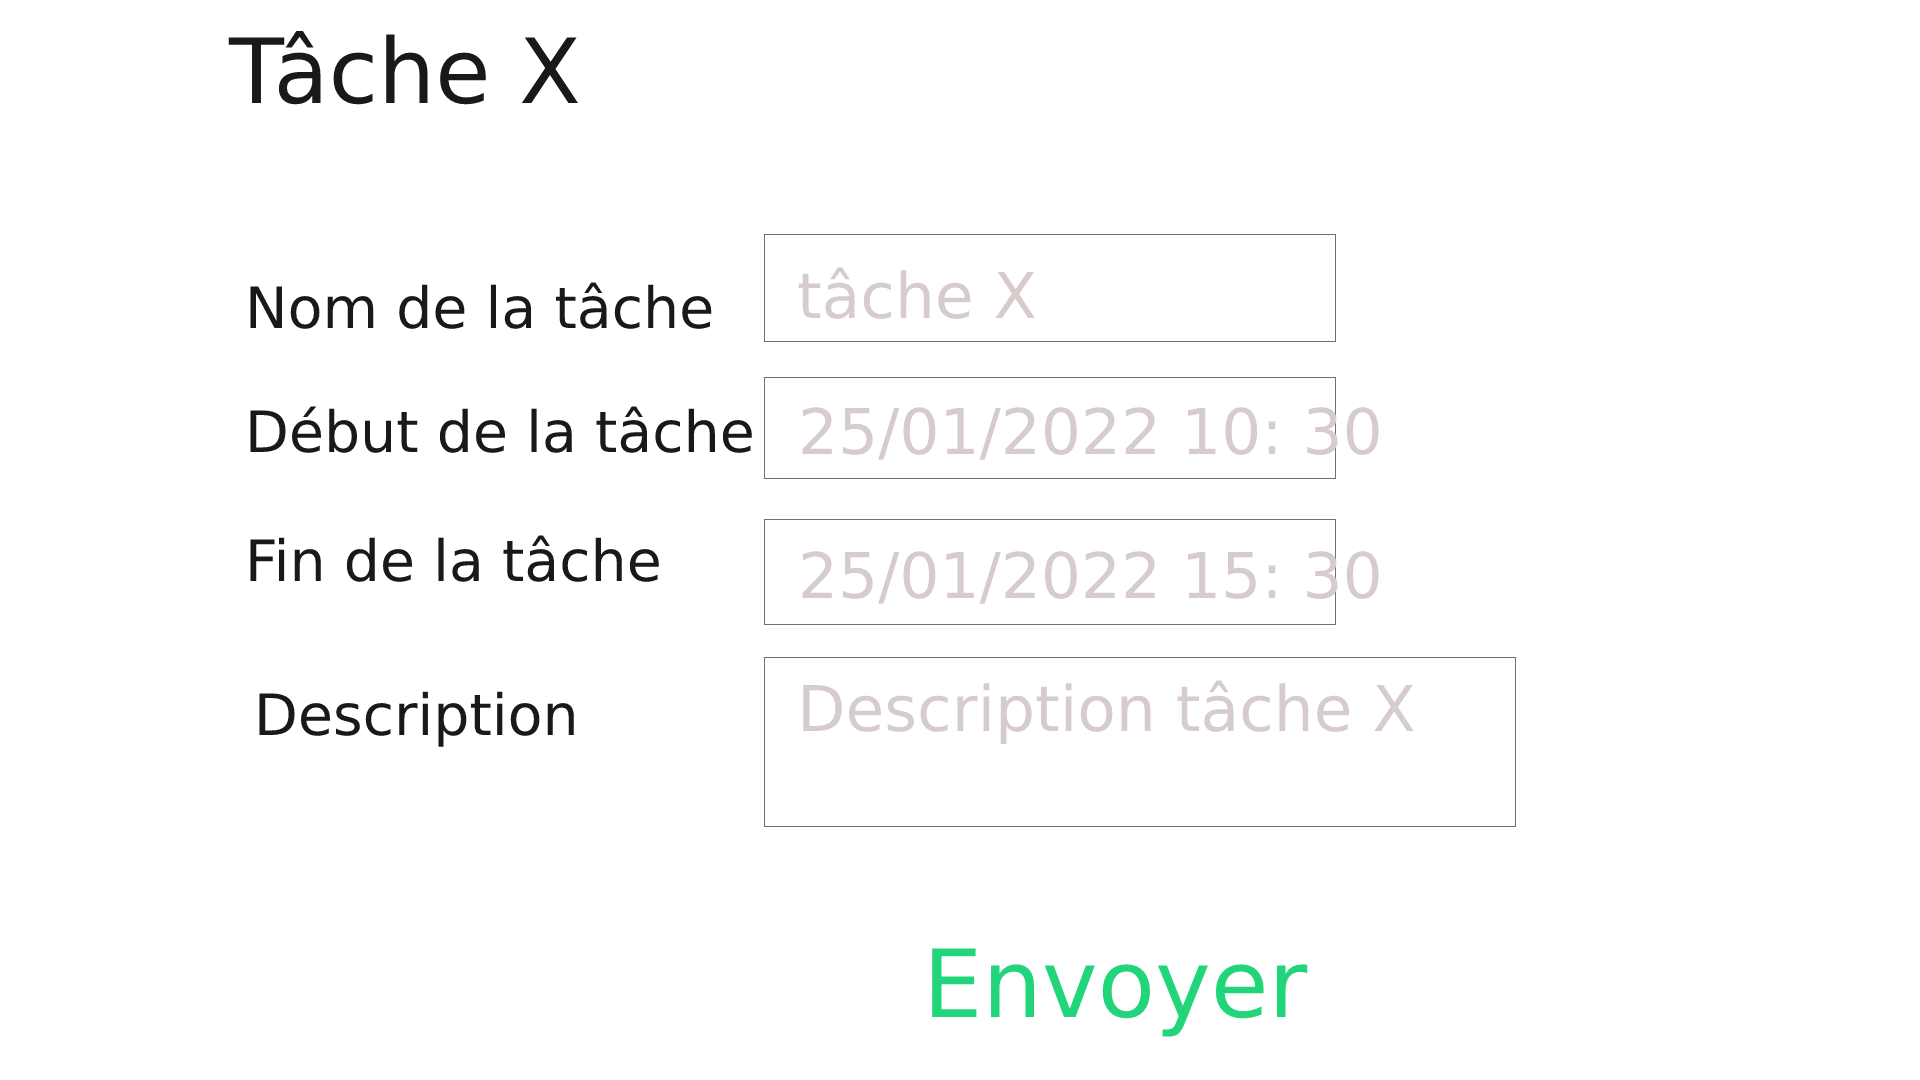 Tâche X
Nom de la tâche
tâche X
Début de la tâche
25/01/2022 10: 30
Fin de la tâche
25/01/2022 15: 30
Description
Description tâche X
Envoyer